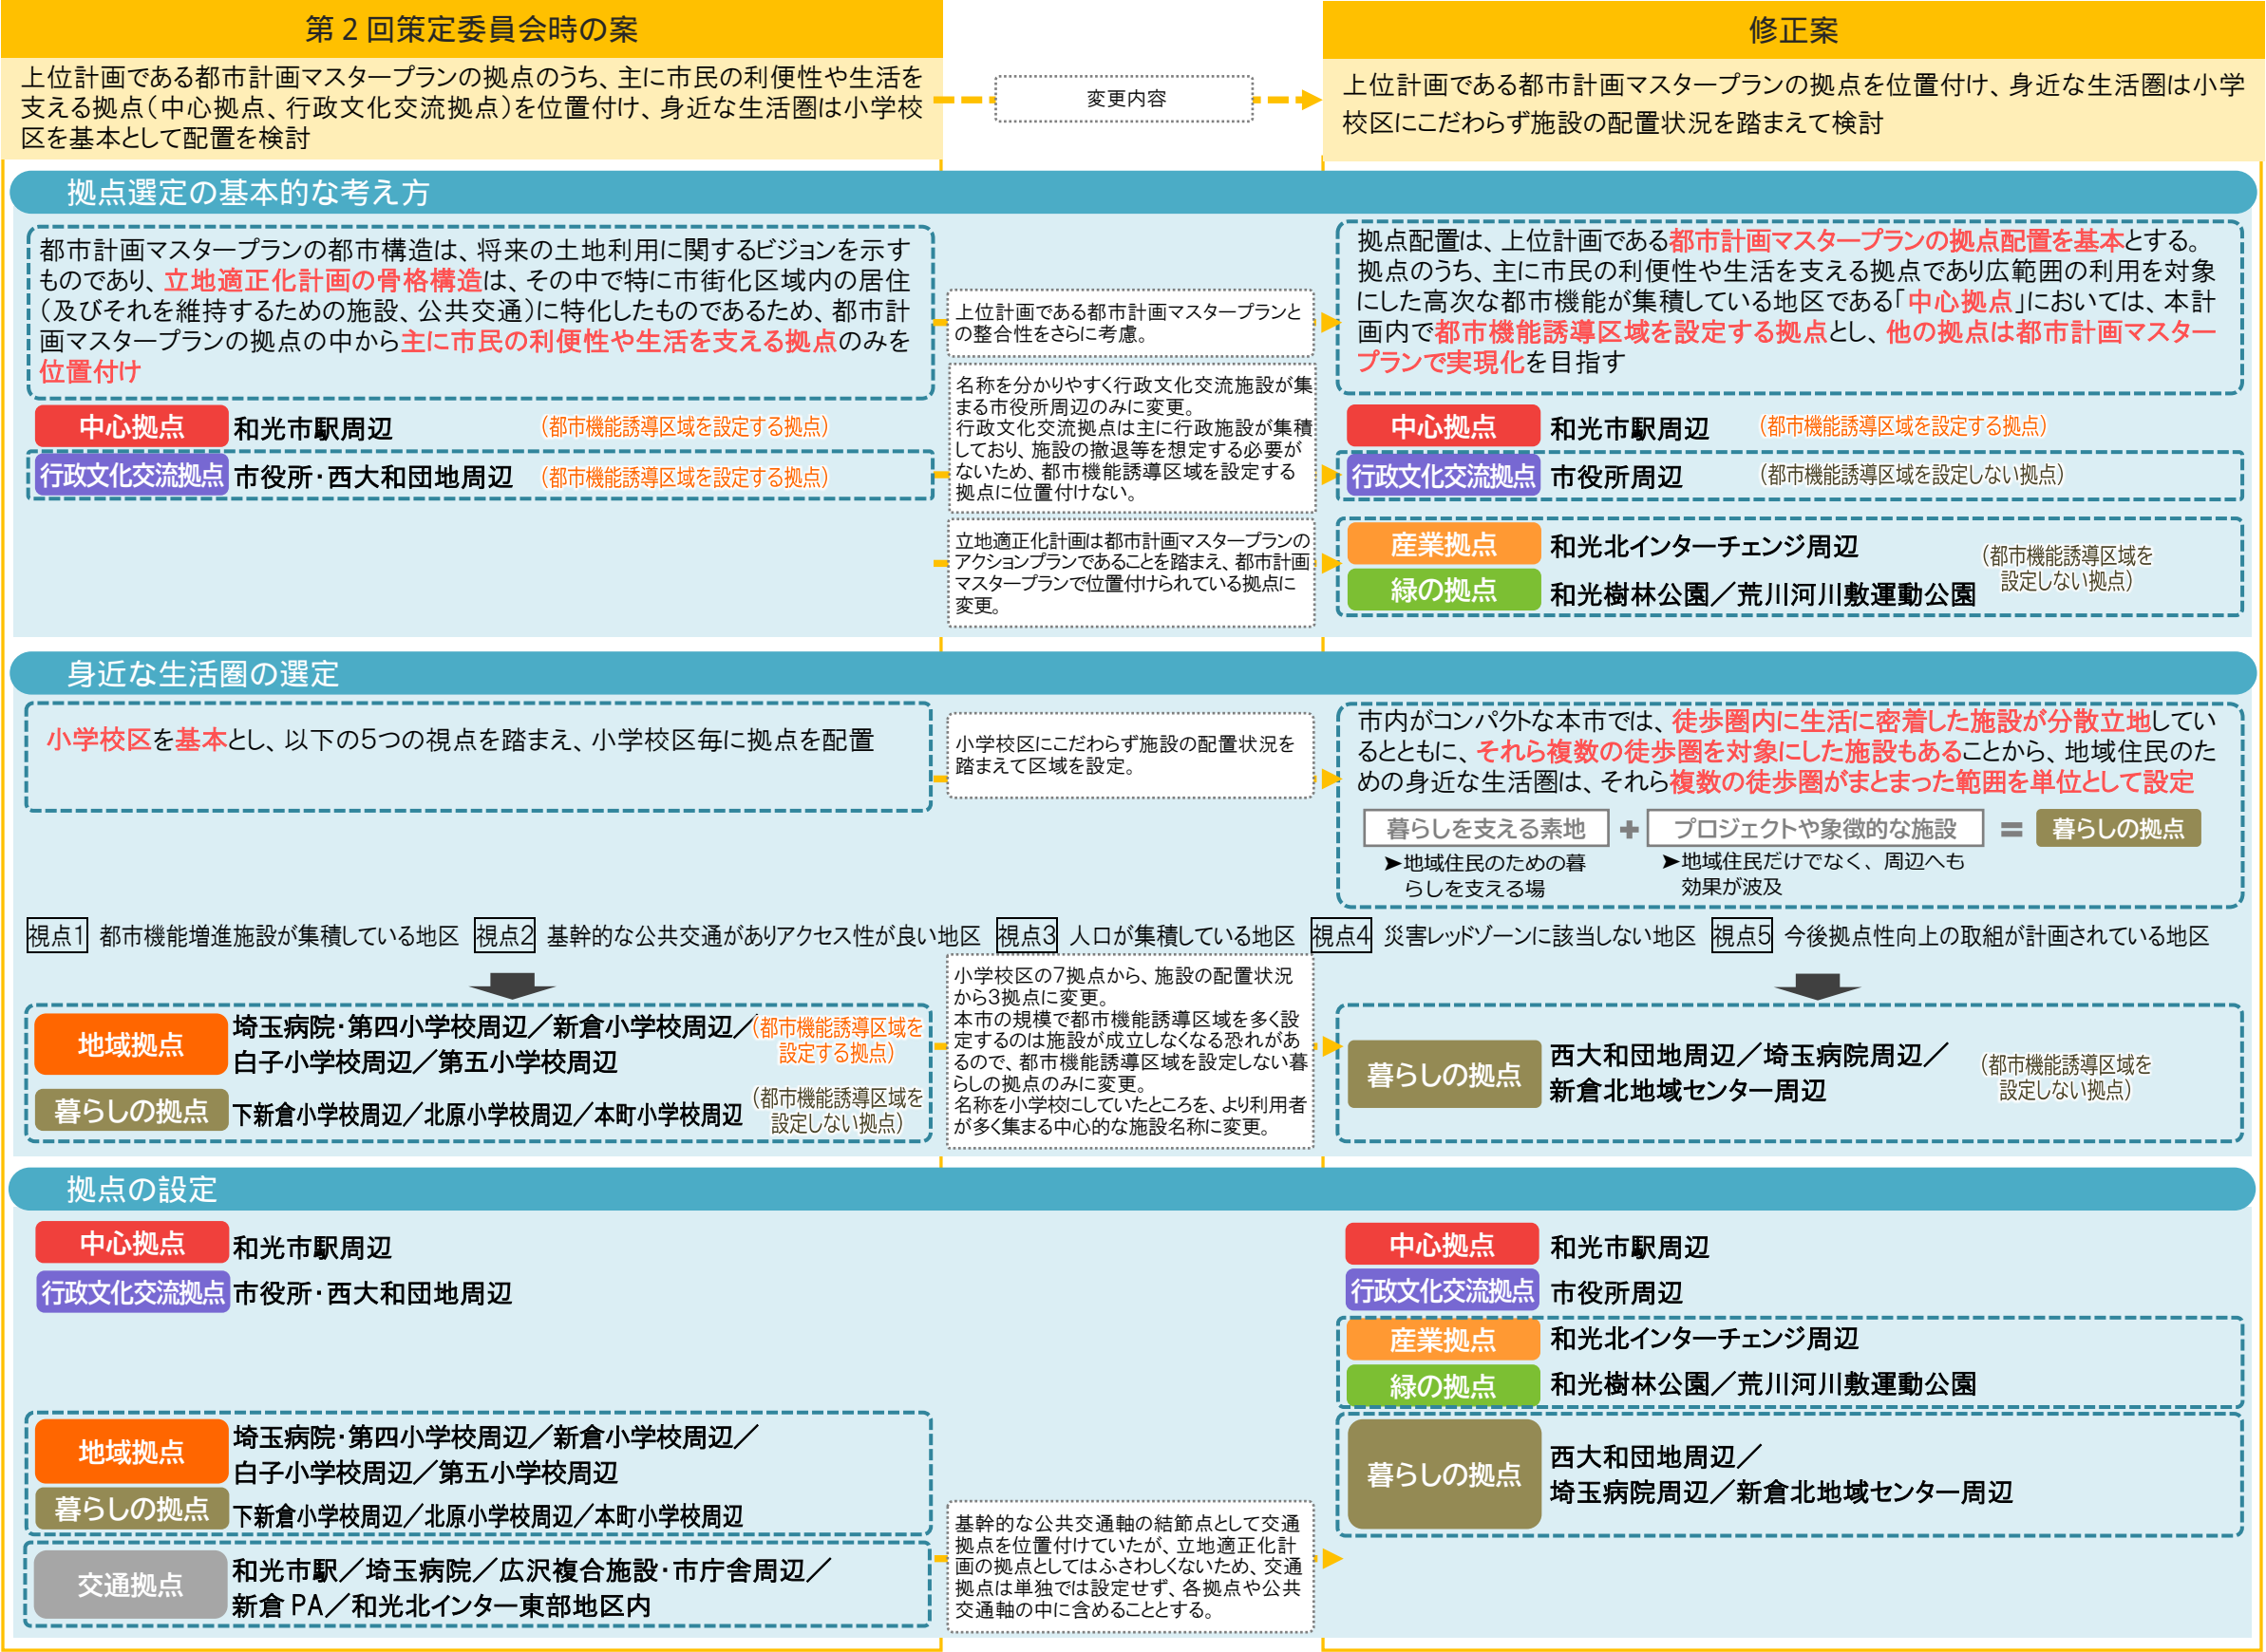 第2回策定委員会時の案
上位計画である都市計画マスタープランの拠点のうち、主に市民の利便性や生活を
支える拠点（中心拠点、行政文化交流拠点）を位置付け、身近な生活圏は小学校
区を基本として配置を検討
変更内容
修正案
上位計画である都市計画マスタープランの拠点を位置付け、身近な生活圏は小学
校区にこだわらず施設の配置状況を踏まえて検討
拠点選定の基本的な考え方
都市計画マスタープランの都市構造は、将来の土地利用に関するビジョンを示す
ものであり、立地適正化計画の骨格構造は、その中で特に市街化区域内の居住
（及びそれを維持するための施設、公共交通）に特化したものであるため、都市計
画マスタープランの拠点の中から主に市民の利便性や生活を支える拠点のみを
位置付け
中心拠点 和光市駅周辺 （都市機能誘導区域を設定する拠点）
行政文化交流拠点 市役所・西大和団地周辺 （都市機能誘導区域を設定する拠点）
上位計画である都市計画マスタープランと
の整合性をさらに考慮。
名称を分かりやすく行政文化交流施設が集
まる市役所周辺のみに変更。
行政文化交流拠点は主に行政施設が集積
しており、施設の撤退等を想定する必要が
ないため、都市機能誘導区域を設定する
拠点に位置付けない。
立地適正化計画は都市計画マスタープランの
アクションプランであることを踏まえ、都市計画
マスタープランで位置付けられている拠点に
変更。
拠点配置は、上位計画である都市計画マスタープランの拠点配置を基本とする。
拠点のうち、主に市民の利便性や生活を支える拠点であり広範囲の利用を対象
にした高次な都市機能が集積している地区である「中心拠点」においては、本計
画内で都市機能誘導区域を設定する拠点とし、他の拠点は都市計画マスター
プランで実現化を目指す
中心拠点 和光市駅周辺 （都市機能誘導区域を設定する拠点）
行政文化交流拠点 市役所周辺 （都市機能誘導区域を設定しない拠点）
産業拠点 和光北インターチェンジ周辺
緑の拠点 和光樹林公園／荒川河川敷運動公園
（都市機能誘導区域を
設定しない拠点）
身近な生活圏の選定
小学校区を基本とし、以下の5つの視点を踏まえ、小学校区毎に拠点を配置
小学校区にこだわらず施設の配置状況を
踏まえて区域を設定。
市内がコンパクトな本市では、徒歩圏内に生活に密着した施設が分散立地してい
るとともに、それら複数の徒歩圏を対象にした施設もあることから、地域住民のた
めの身近な生活圏は、それら複数の徒歩圏がまとまった範囲を単位として設定
暮らしを支える素地 + プロジェクトや象徴的な施設 = 暮らしの拠点
➤地域住民のための暮
らしを支える場
➤地域住民だけでなく、周辺へも
効果が波及
視点1 都市機能増進施設が集積している地区 視点2 基幹的な公共交通がありアクセス性が良い地区 視点3 人口が集積している地区 視点4 災害レッドゾーンに該当しない地区 視点5 今後拠点性向上の取組が計画されている地区
地域拠点
埼玉病院・第四小学校周辺／新倉小学校周辺／
白子小学校周辺／第五小学校周辺
（都市機能誘導区域を
設定する拠点）
暮らしの拠点 下新倉小学校周辺／北原小学校周辺／本町小学校周辺
（都市機能誘導区域を
設定しない拠点）
小学校区の7拠点から、施設の配置状況
から3拠点に変更。
本市の規模で都市機能誘導区域を多く設
定するのは施設が成立しなくなる恐れがあ
るので、都市機能誘導区域を設定しない暮
らしの拠点のみに変更。
名称を小学校にしていたところを、より利用者
が多く集まる中心的な施設名称に変更。
暮らしの拠点
西大和団地周辺／埼玉病院周辺／
新倉北地域センター周辺
（都市機能誘導区域を
設定しない拠点）
拠点の設定
中心拠点 和光市駅周辺
行政文化交流拠点 市役所・西大和団地周辺
地域拠点
埼玉病院・第四小学校周辺／新倉小学校周辺／
白子小学校周辺／第五小学校周辺
暮らしの拠点 下新倉小学校周辺／北原小学校周辺／本町小学校周辺
交通拠点
和光市駅／埼玉病院／広沢複合施設・市庁舎周辺／
新倉PA／和光北インター東部地区内
基幹的な公共交通軸の結節点として交通
拠点を位置付けていたが、立地適正化計
画の拠点としてはふさわしくないため、交通
拠点は単独では設定せず、各拠点や公共
交通軸の中に含めることとする。
中心拠点 和光市駅周辺
行政文化交流拠点 市役所周辺
産業拠点 和光北インターチェンジ周辺
緑の拠点 和光樹林公園／荒川河川敷運動公園
暮らしの拠点
西大和団地周辺／
埼玉病院周辺／新倉北地域センター周辺